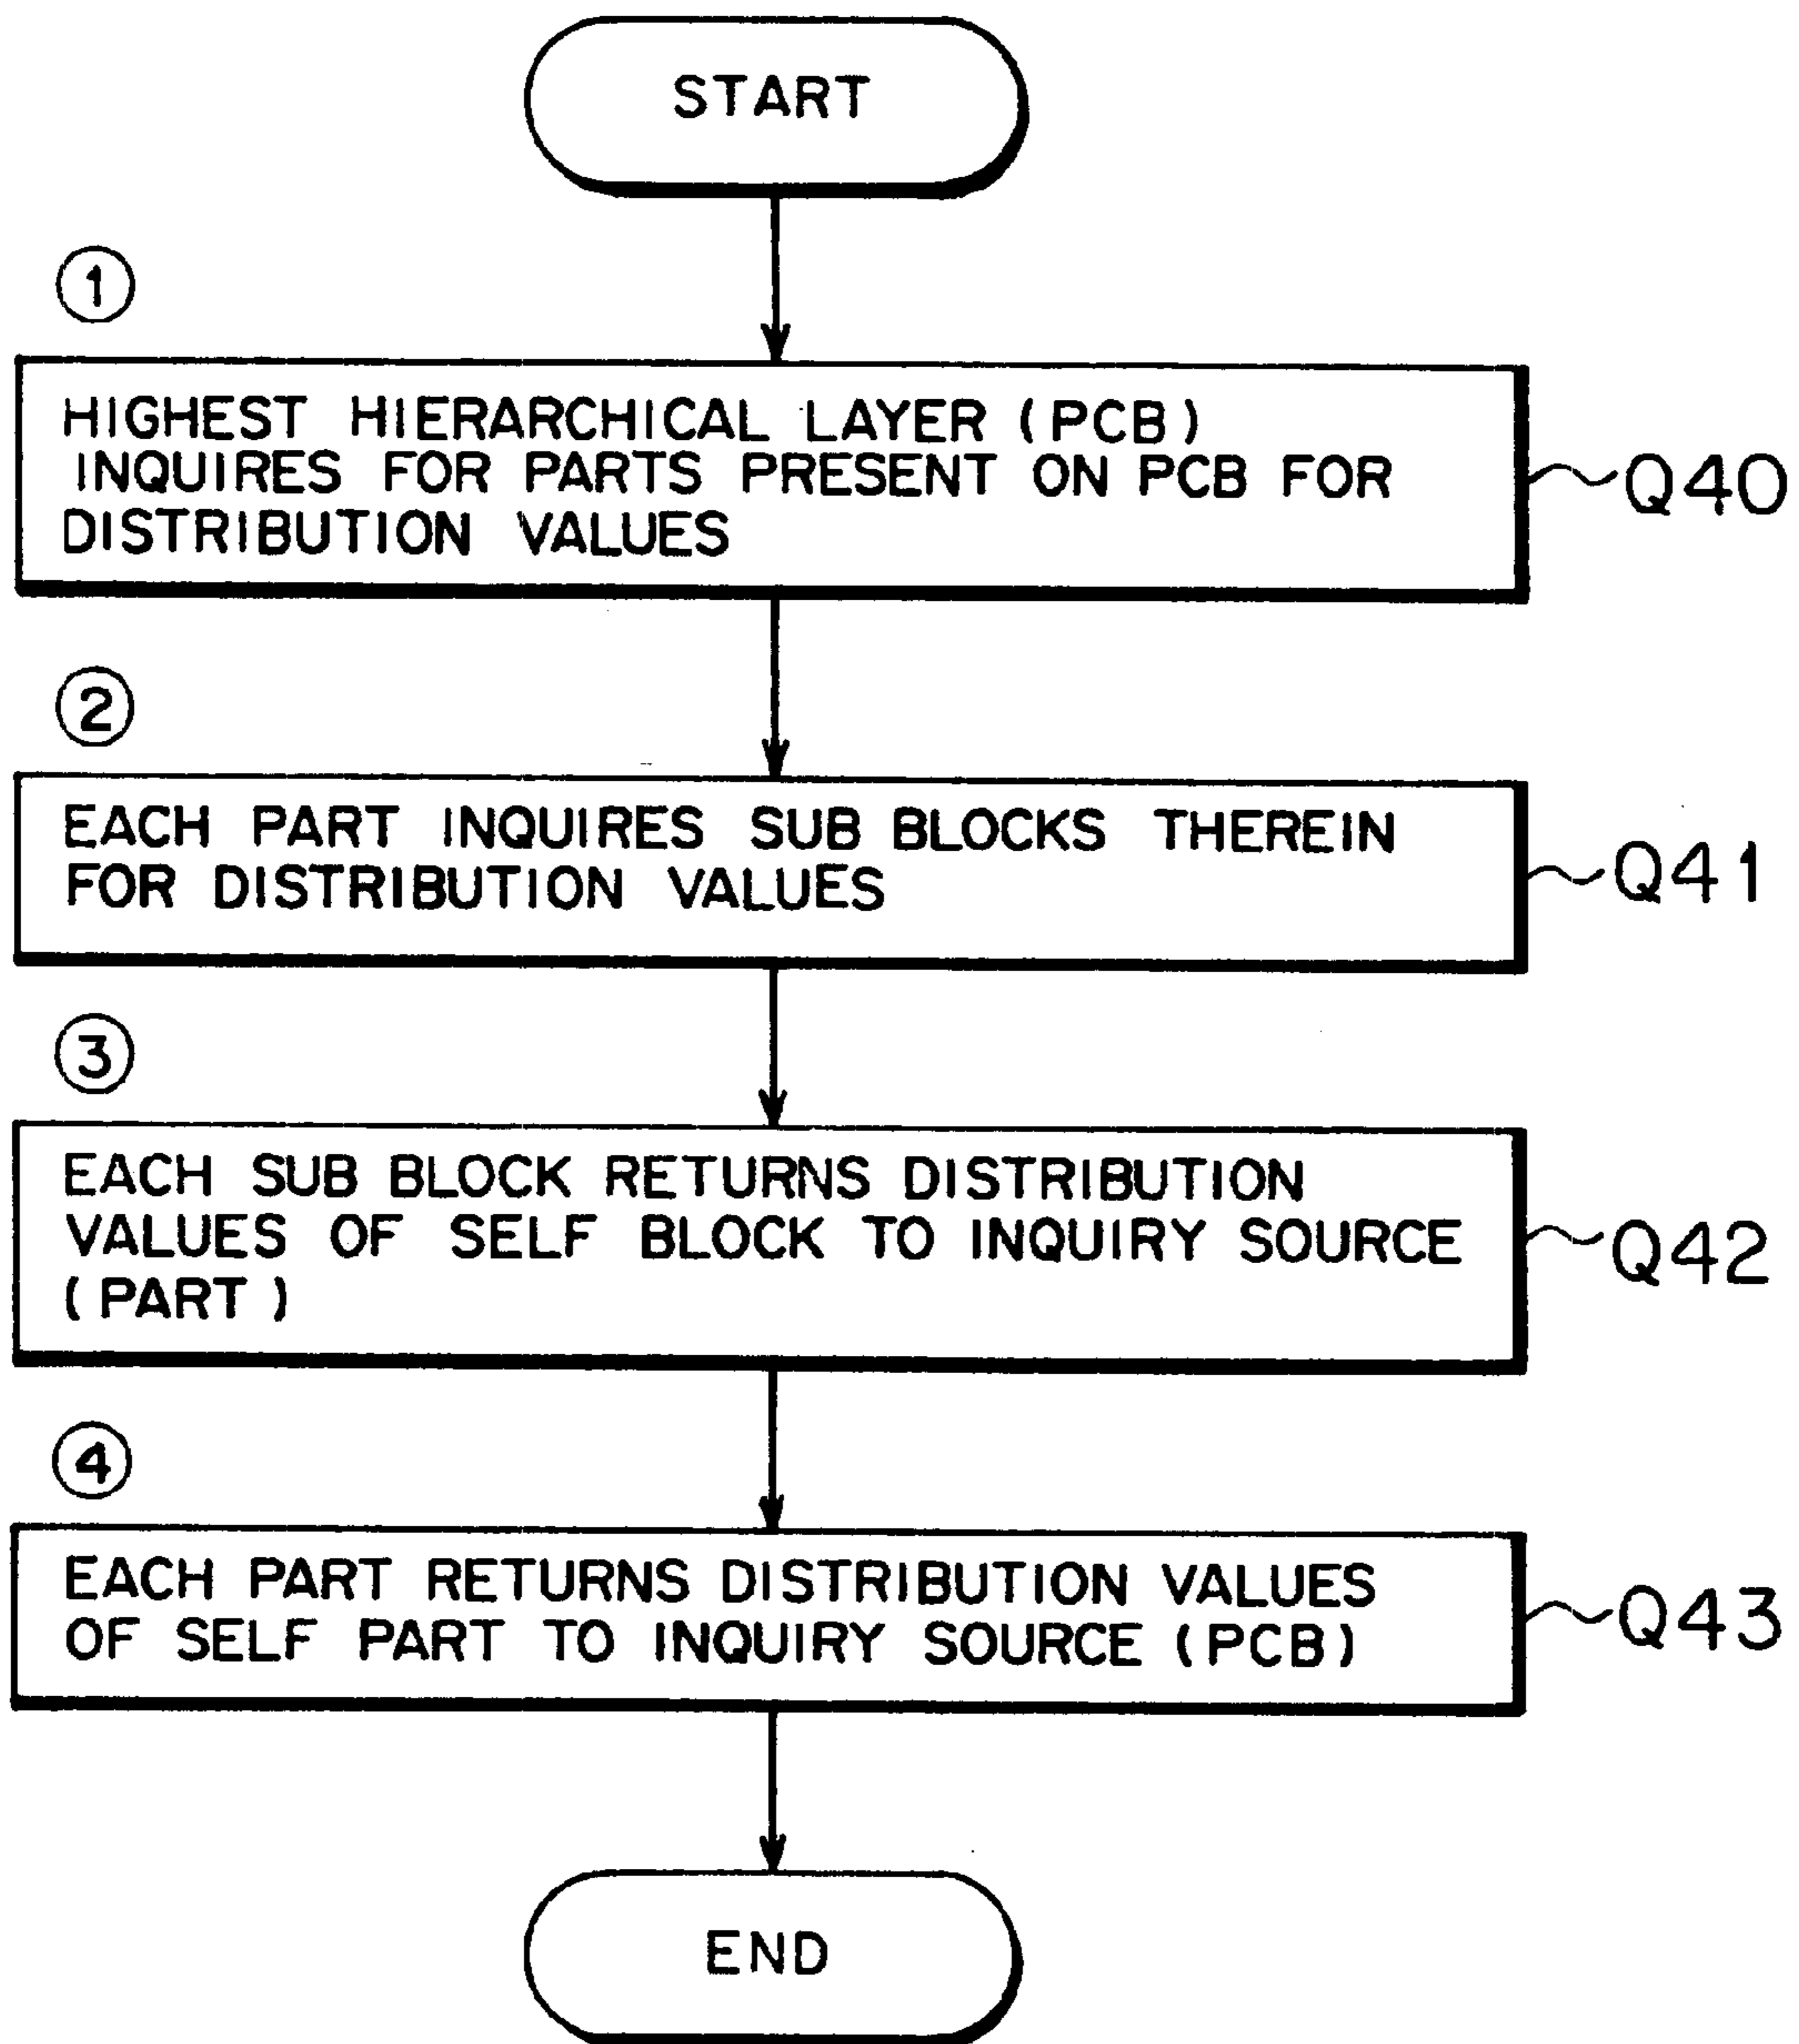 START
①
HIGHEST HIERARCHICAL LAYER (PCB)
INQUIRES FOR PARTS PRESENT ON PCB FOR
DISTRIBUTION VALUES
Q40
②
EACH PART INQUIRES SUB BLOCKS THEREIN
FOR DISTRIBUTION VALUES
Q41
③
EACH SUB BLOCK RETURNS DISTRIBUTION
VALUES OF SELF BLOCK TO INQUIRY SOURCE
(PART)
Q42
④
EACH PART RETURNS DISTRIBUTION VALUES
OF SELF PART TO INQUIRY SOURCE (PCB)
Q43
END